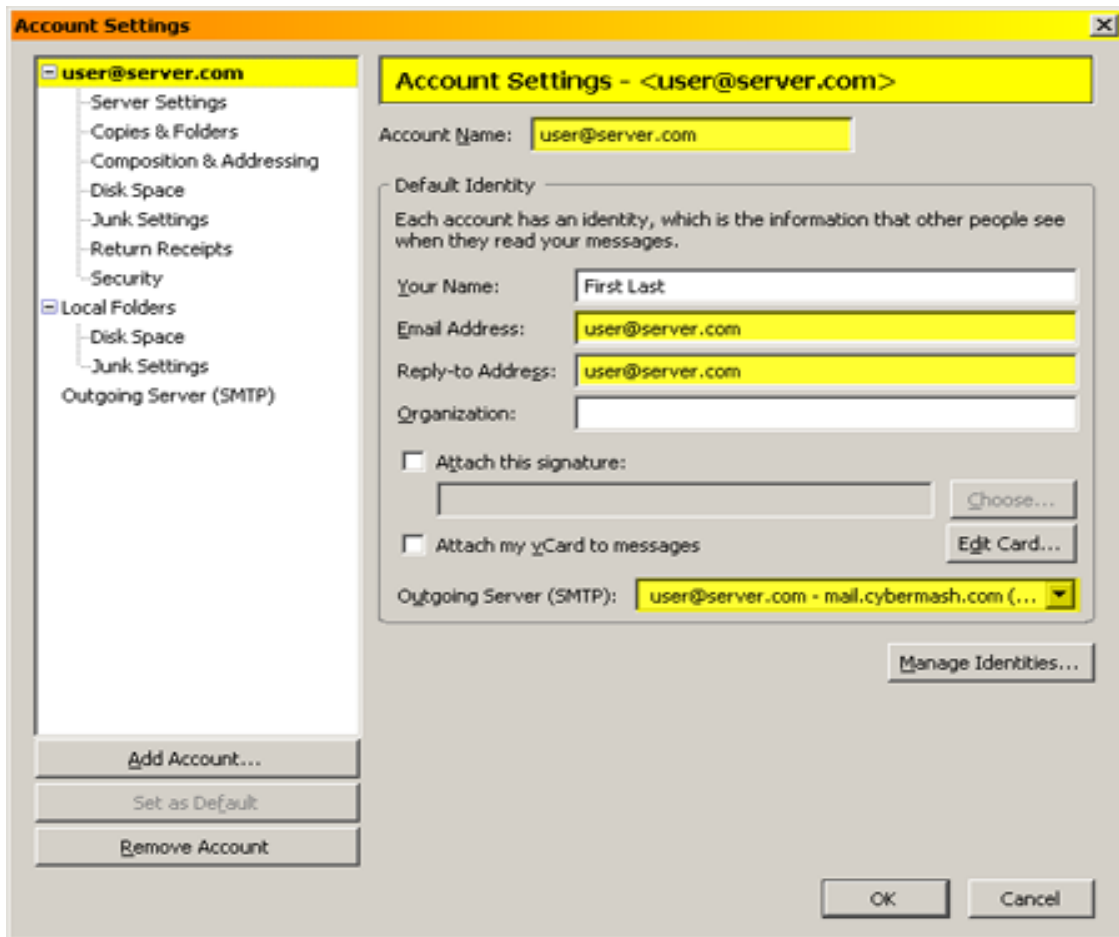 Account Settings
user@server.com
Server Settings
Copies & Folders
Composition & Addressing
Disk Space
Junk Settings
Return Receipts
Security
Local Folders
Disk Space
Junk Settings
Outgoing Server (SMTP)
Add Account...
Set as Default
Remove Account
Account Settings - <user@server.com>
Account Name: user@server.com
Default Identity
Each account has an identity, which is the information that other people see
when they read your messages.
Your Name: First Last
Email Address: user@server.com
Reply-to Address: user@server.com
Organization:
Attach this signature:
Choose...
Attach my vCard to messages
Edit Card...
Outgoing Server (SMTP): user@server.com - mail.cybermash.com (...
Manage Identities...
OK
Cancel